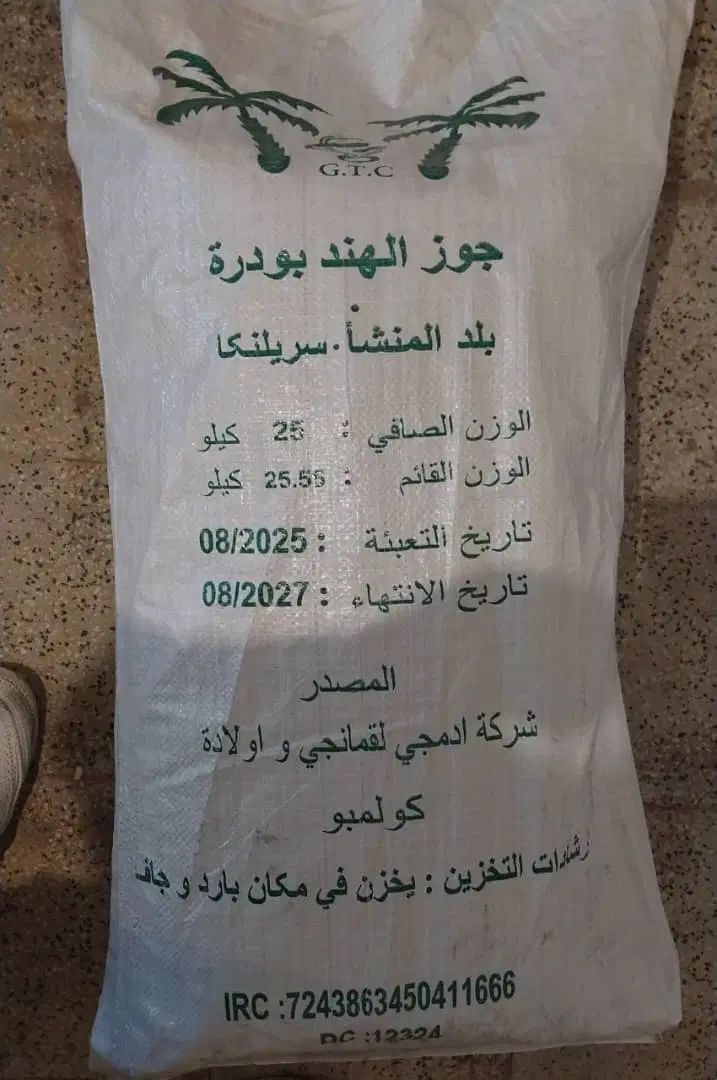 G.T.C
جوز الهند بودرة
بلد المنشأ. سريلنكا
الوزن الصافي : 25 كيلو
الوزن القائم : 25.55 كيلو
تاريخ التعبئة : 08/2025
تاريخ الانتهاء : 08/2027
المصدر
شركة ادمجي لقمانجي و اولادة
كولمبو
رشادات التخزين : يخزن في مكان بارد و جاف
IRC :7243863450411666
DC :12324